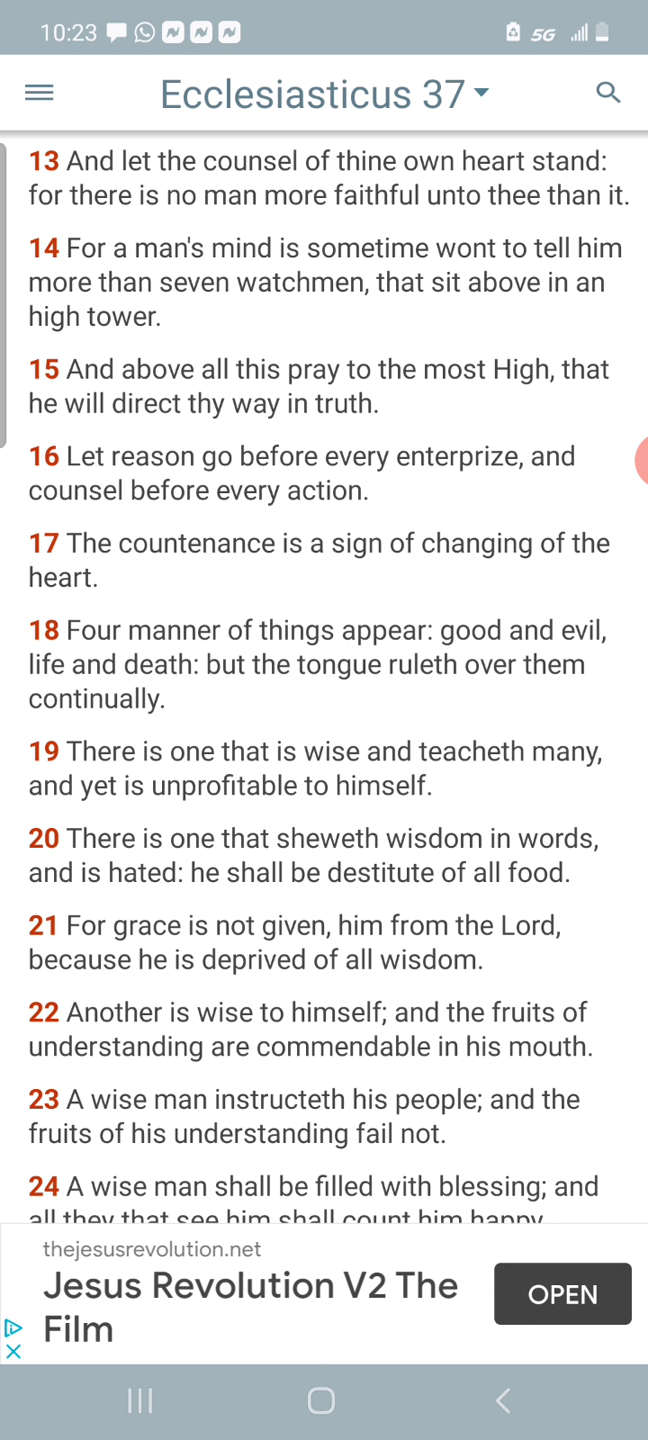 10:23
5G
Ecclesiasticus 37
13 And let the counsel of thine own heart stand:
for there is no man more faithful unto thee than it.
14 For a man's mind is sometime wont to tell him
more than seven watchmen, that sit above in an
high tower.
15 And above all this pray to the most High, that
he will direct thy way in truth.
16 Let reason go before every enterprize, and
counsel before every action.
17 The countenance is a sign of changing of the
heart.
18 Four manner of things appear: good and evil,
life and death: but the tongue ruleth over them
continually.
19 There is one that is wise and teacheth many,
and yet is unprofitable to himself.
20 There is one that sheweth wisdom in words,
and is hated: he shall be destitute of all food.
21 For grace is not given, him from the Lord,
because he is deprived of all wisdom.
22 Another is wise to himself; and the fruits of
understanding are commendable in his mouth.
23 A wise man instructeth his people; and the
fruits of his understanding fail not.
24 A wise man shall be filled with blessing; and
all they that see him shall count him happy
thejesusrevolution.net
Jesus Revolution V2 The
Film
OPEN